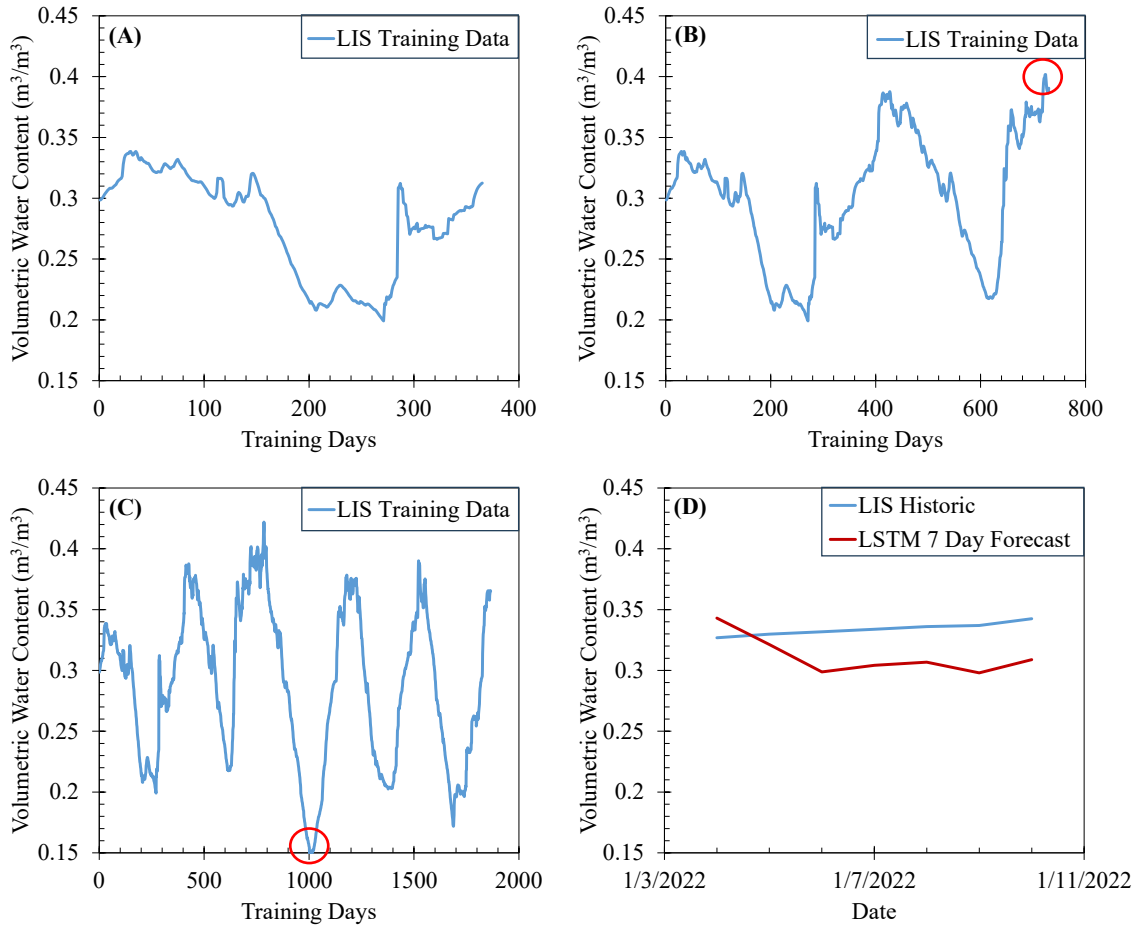 (A)
LIS Training Data
Volumetric Water Content (m³/m³)
0.45
0.4
0.35
0.3
0.25
0.2
0.15
0 100 200 300 400
Training Days
(B)
LIS Training Data
Volumetric Water Content (m³/m³)
0.45
0.4
0.35
0.3
0.25
0.2
0.15
0 200 400 600 800
Training Days
(C)
LIS Training Data
Volumetric Water Content (m³/m³)
0.45
0.4
0.35
0.3
0.25
0.2
0.15
0 500 1000 1500 2000
Training Days
(D)
LIS Historic
LSTM 7 Day Forecast
Volumetric Water Content (m³/m³)
0.45
0.4
0.35
0.3
0.25
0.2
0.15
1/3/2022 1/7/2022 1/11/2022
Date